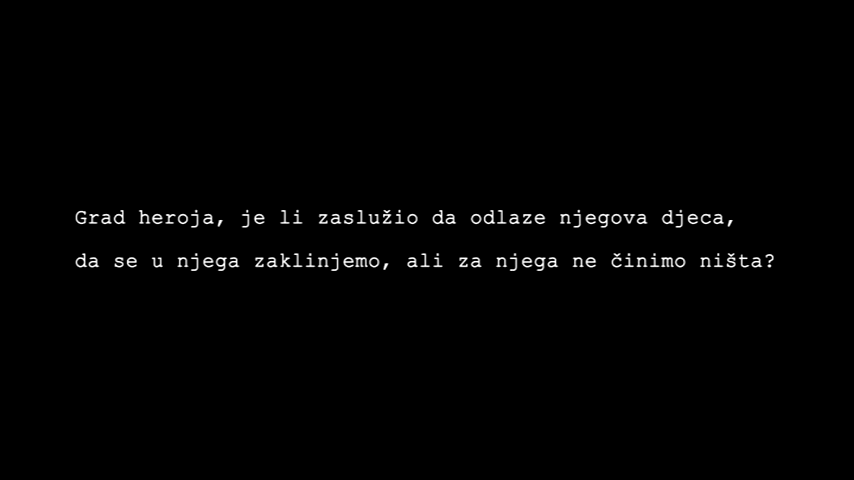 Grad heroja, je li zaslužio da odlaze njegova djeca,
da se u njega zaklinjemo, ali za njega ne činimo ništa?